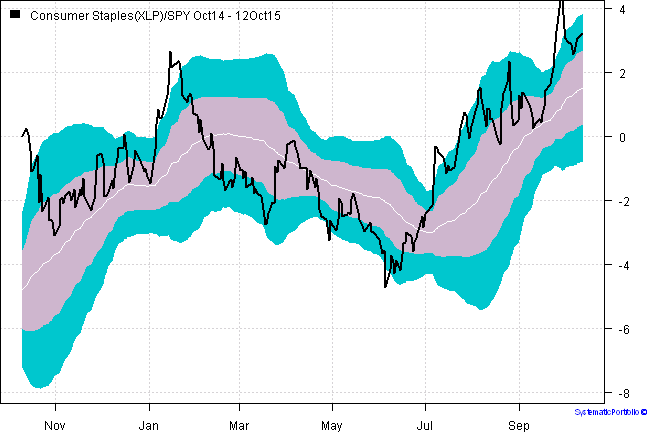 Consumer Staples(XLP)/SPY Oct14 - 12Oct15
4
2
0
-2
-4
-6
-8
Nov Jan Mar May Jul Sep
SystematicPortfolio ©